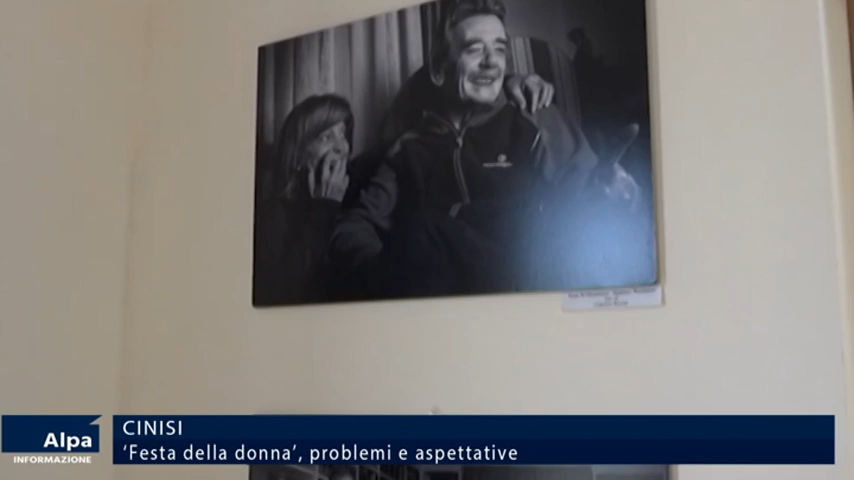 CINISI
'Festa della donna', problemi e aspettative
Alpa
INFORMAZIONE